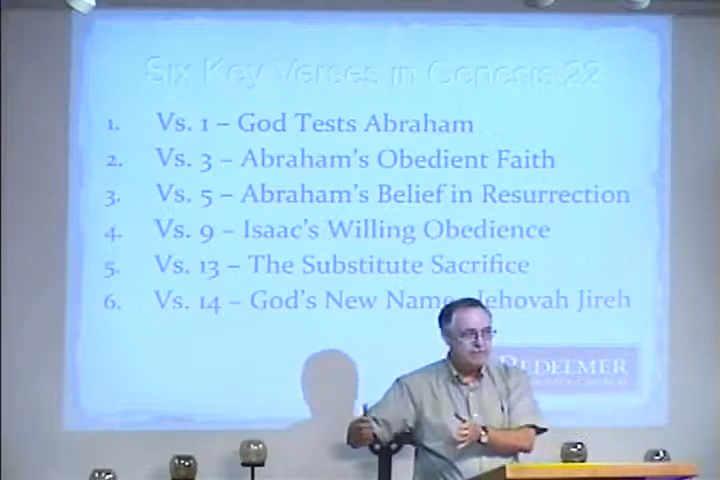 Six Key Verses in Genesis 22
1. Vs. 1 – God Tests Abraham
2. Vs. 3 – Abraham's Obedient Faith
3. Vs. 5 – Abraham's Belief in Resurrection
4. Vs. 9 – Isaac's Willing Obedience
5. Vs. 13 – The Substitute Sacrifice
6. Vs. 14 – God's New Name Jehovah Jireh
REDEEMER